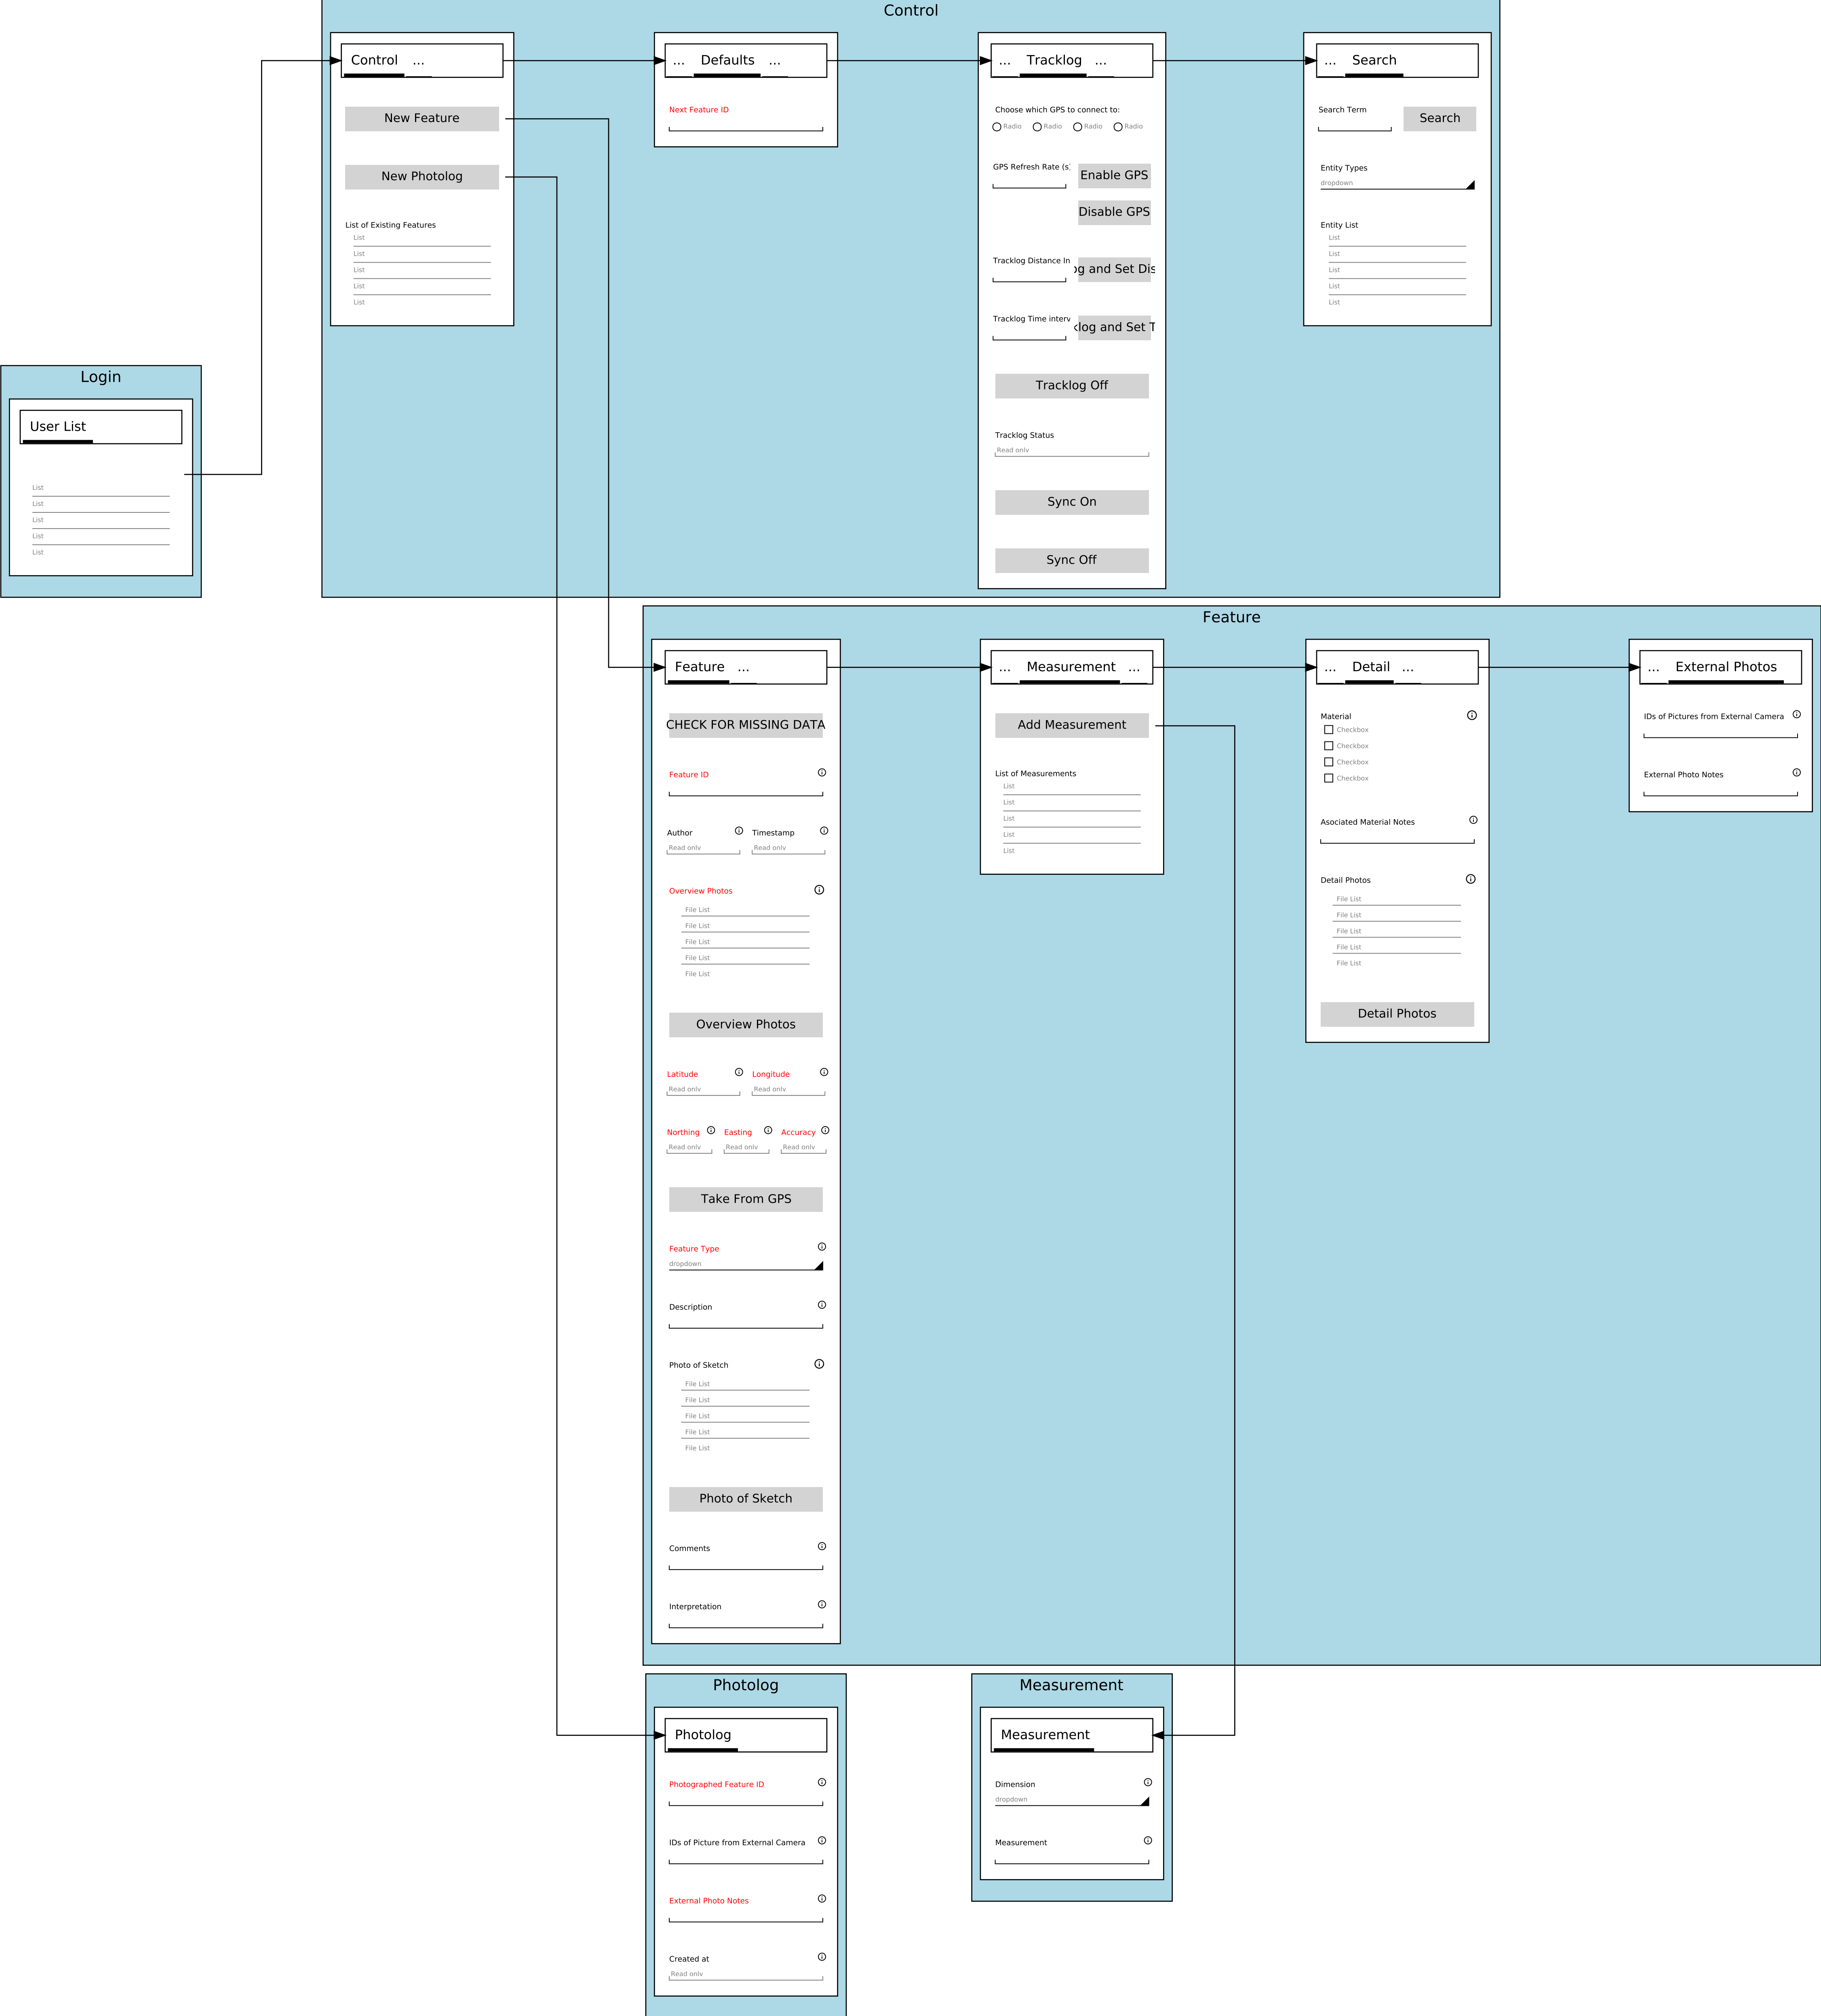 Control
Control ...
New Feature
New Photolog
List of Existing Features
List
List
List
List
List
... Defaults ...
Next Feature ID
... Tracklog ...
Choose which GPS to connect to:
Radio Radio Radio Radio
GPS Refresh Rate (s)
Enable GPS
Disable GPS
Tracklog Distance In
og and Set Dis
Tracklog Time interv
klog and Set T
Tracklog Off
Tracklog Status
Read only
Sync On
Sync Off
... Search
Search Term
Search
Entity Types
dropdown
Entity List
List
List
List
List
List
Login
User List
List
List
List
List
List
Feature
Feature ...
CHECK FOR MISSING DATA
Feature ID
Author Timestamp
Read only Read only
Overview Photos
File List
File List
File List
File List
File List
Overview Photos
Latitude Longitude
Read only Read only
Northing Easting Accuracy
Read only Read only Read only
Take From GPS
Feature Type
dropdown
Description
Photo of Sketch
File List
File List
File List
File List
File List
Photo of Sketch
Comments
Interpretation
... Measurement ...
Add Measurement
List of Measurements
List
List
List
List
List
... Detail ...
Material
Checkbox
Checkbox
Checkbox
Checkbox
Asociated Material Notes
Detail Photos
File List
File List
File List
File List
File List
Detail Photos
... External Photos
IDs of Pictures from External Camera
External Photo Notes
Photolog
Photolog
Photographed Feature ID
IDs of Picture from External Camera
External Photo Notes
Created at
Read only
Measurement
Measurement
Dimension
dropdown
Measurement